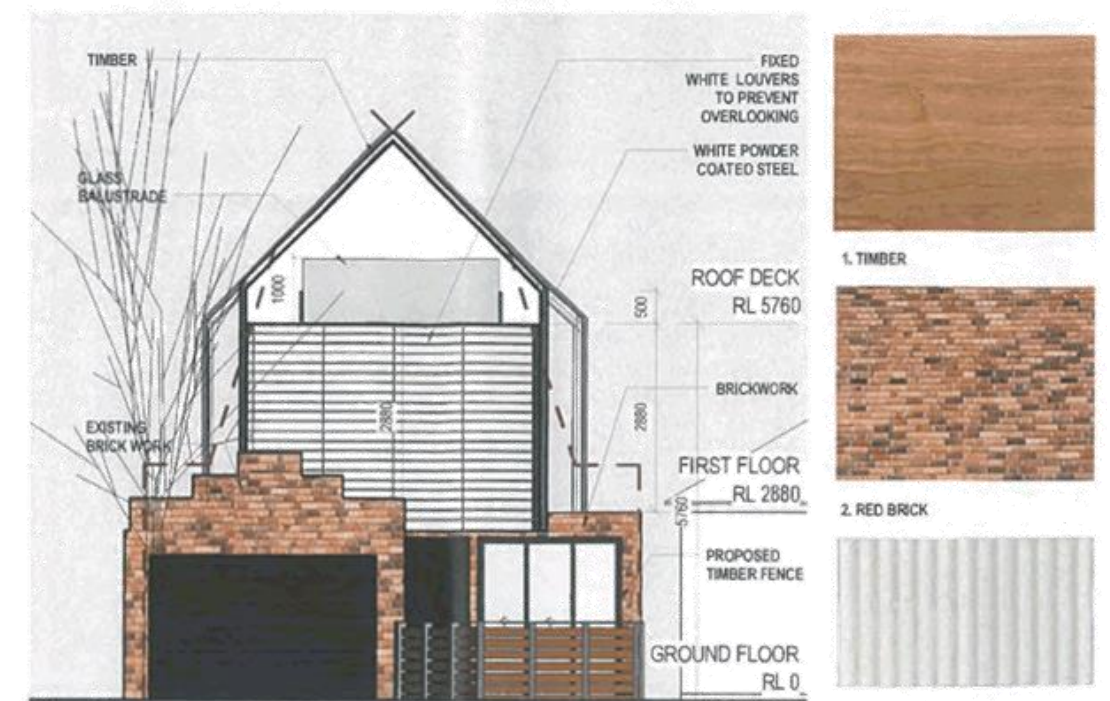 TIMBER
FIXED
WHITE LOUVERS
TO PREVENT
OVERLOOKING
WHITE POWDER
COATED STEEL
GLASS
BALUSTRADE
1000
ROOF DECK
RL 5760
500
BRICKWORK
2880
2880
EXISTING
BRICK WORK
FIRST FLOOR
RL 2880
5760
PROPOSED
TIMBER FENCE
GROUND FLOOR
RL 0
1. TIMBER
2. RED BRICK